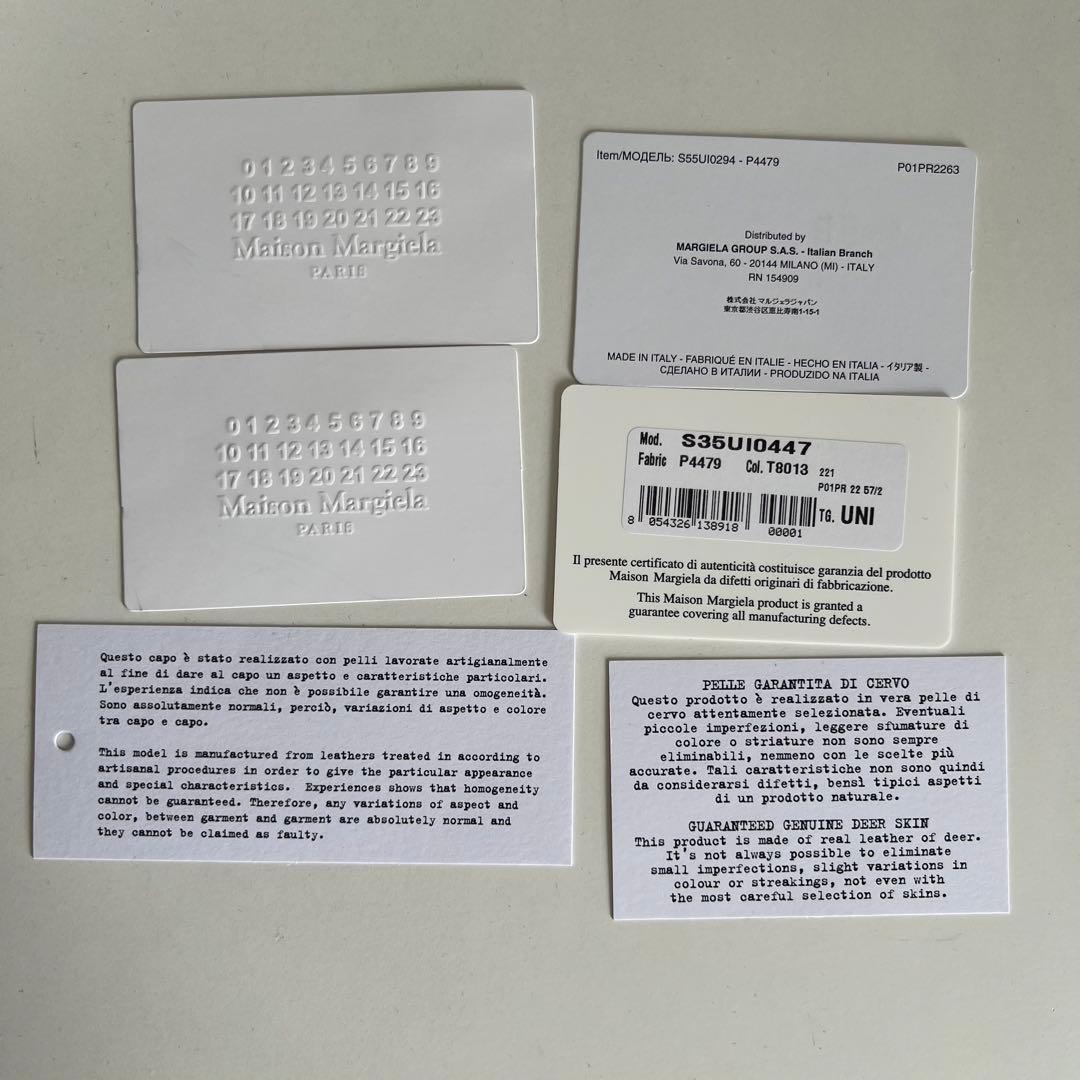 0 1 2 3 4 5 6 7 8 9
10 11 12 13 14 15 16
17 18 19 20 21 22 23
Maison Margiela
PARIS
Item/МОДЕЛЬ: S55UI0294 - P4479
P01PR2263
Distributed by
MARGIELA GROUP S.A.S. - Italian Branch
Via Savona, 60 - 20144 MILANO (MI) - ITALY
RN 154909
株式会社 マルジェラジャパン
東京都渋谷区恵比寿南1-15-1
MADE IN ITALY - FABRIQUÉ EN ITALIE - HECHO EN ITALIA - イタリア製 -
СДЕЛАНО В ИТАЛИИ - PRODUZIDO NA ITALIA
0 1 2 3 4 5 6 7 8 9
10 11 12 13 14 15 16
17 18 19 20 21 22 23
Maison Margiela
PARIS
Mod. S35UI0447
Fabric P4479 Col. T8013 221
P01PR 22 57/2
8 054326 138918 00001 TG. UNI
Il presente certificato di autenticità costituisce garanzia del prodotto
Maison Margiela da difetti originari di fabbricazione.
This Maison Margiela product is granted a
guarantee covering all manufacturing defects.
Questo capo è stato realizzato con pelli lavorate artigianalmente
al fine di dare al capo un aspetto e caratteristiche particolari.
L'esperienza indica che non è possibile garantire una omogeneità.
Sono assolutamente normali, perciò, variazioni di aspetto e colore
tra capo e capo.
This model is manufactured from leathers treated in according to
artisanal procedures in order to give the particular appearance
and special characteristics. Experiences shows that homogeneity
cannot be guaranteed. Therefore, any variations of aspect and
color, between garment and garment are absolutely normal and
they cannot be claimed as faulty.
PELLE GARANTITA DI CERVO
Questo prodotto è realizzato in vera pelle di
cervo attentamente selezionata. Eventuali
piccole imperfezioni, leggere sfumature di
colore o striature non sono sempre
eliminabili, nemmeno con le scelte più
accurate. Tali caratteristiche non sono quindi
da considerarsi difetti, bensì tipici aspetti
di un prodotto naturale.
GUARANTEED GENUINE DEER SKIN
This product is made of real leather of deer.
It's not always possible to eliminate
small imperfections, slight variations in
colour or streakings, not even with
the most careful selection of skins.